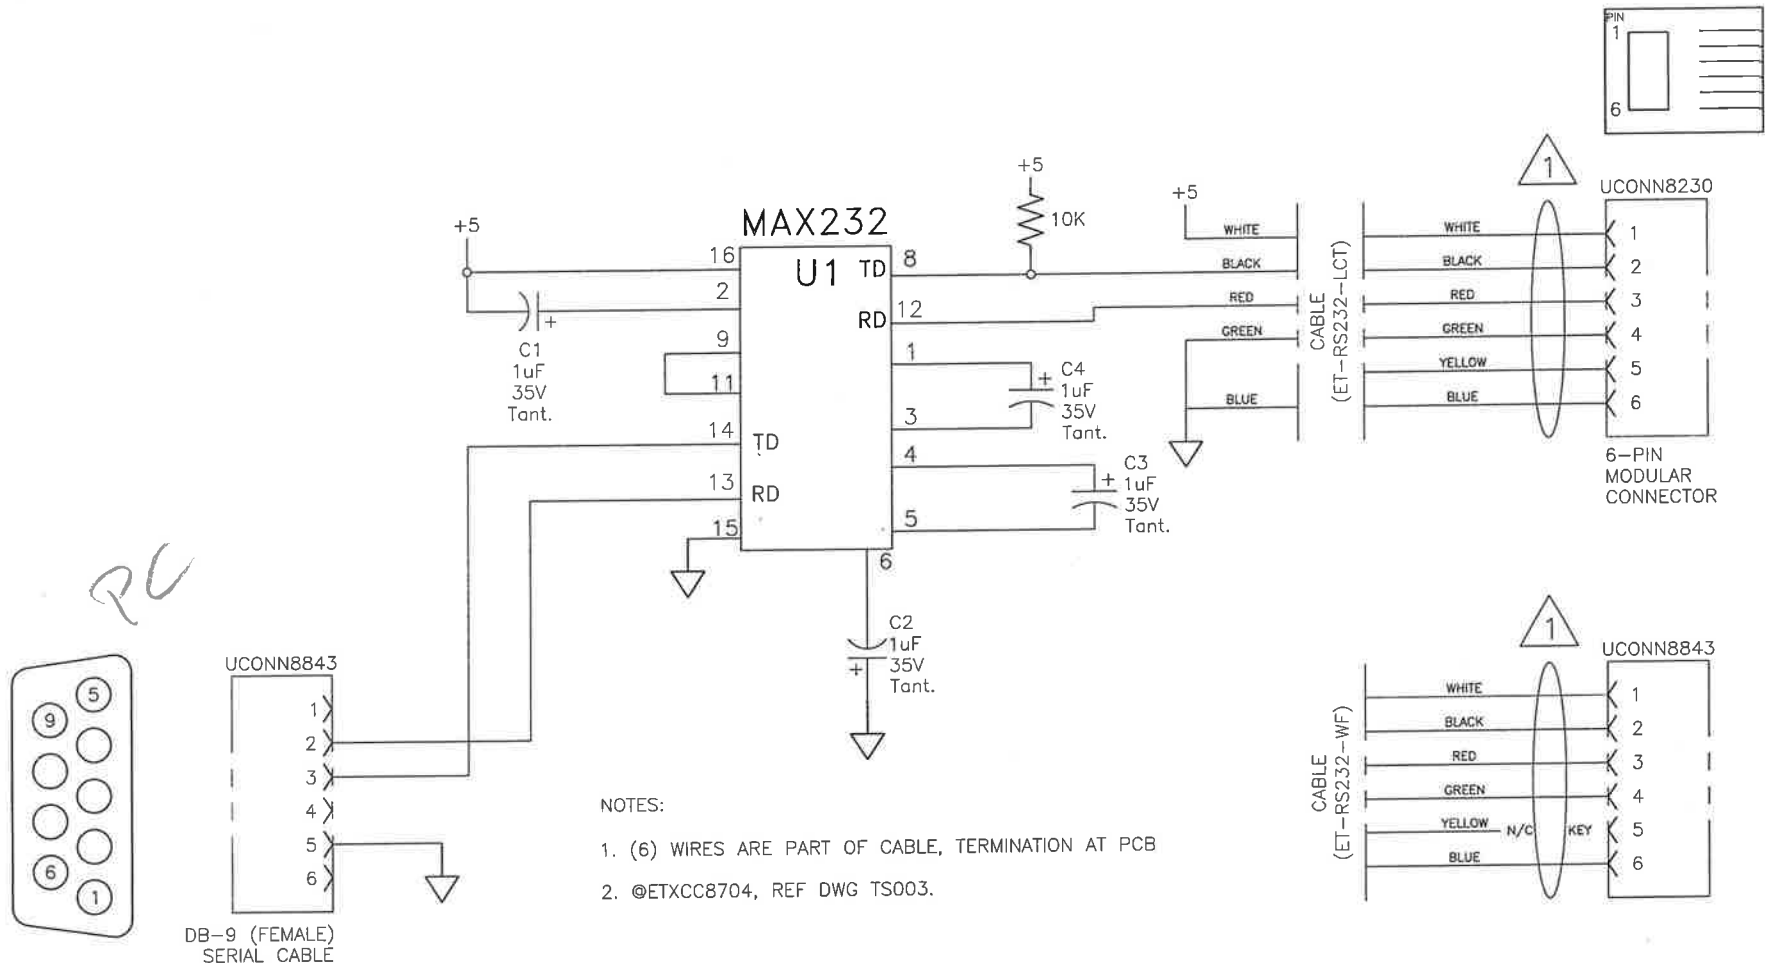 PIN
1
6
1
UCONN8230
+5
10K
+5
WHITE
BLACK
RED
GREEN
BLUE
CABLE
(ET-RS232-LCT)
WHITE
BLACK
RED
GREEN
YELLOW
BLUE
1
2
3
4
5
6
6-PIN
MODULAR
CONNECTOR
+5
MAX232
U1
16
2
9
11
14 TD
13 RD
15
TD 8
RD 12
1
3
4
5
6
C1
1uF
35V
Tant.
C4
1uF
35V
Tant.
C3
1uF
35V
Tant.
C2
1uF
35V
Tant.
+
+
+
+
PC
5
9
6
1
UCONN8843
1
2
3
4
5
6
DB-9 (FEMALE)
SERIAL CABLE
NOTES:
1. (6) WIRES ARE PART OF CABLE, TERMINATION AT PCB
2. @ETXCC8704, REF DWG TS003.
1
UCONN8843
CABLE
(ET-RS232-WF)
WHITE
BLACK
RED
GREEN
YELLOW N/C KEY
BLUE
1
2
3
4
5
6